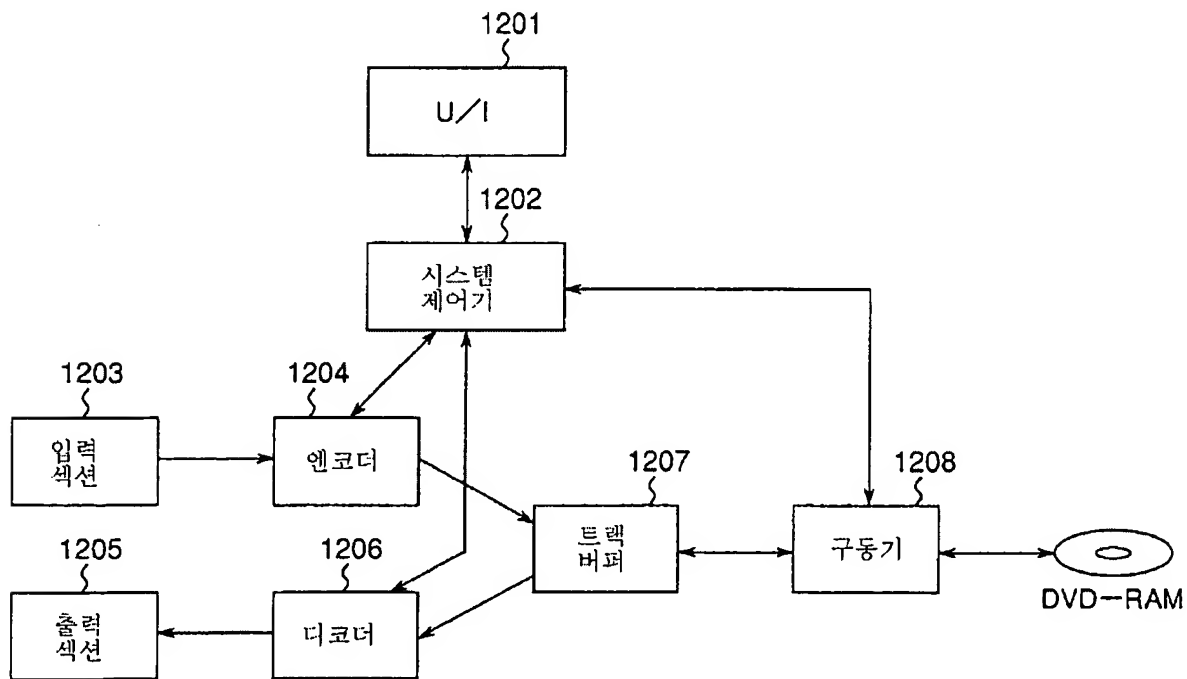 1201
U/I
1202
시스템
제어기
1203
입력
섹션
1204
엔코더
1205
출력
섹션
1206
디코더
1207
트랙
버퍼
1208
구동기
DVD-RAM